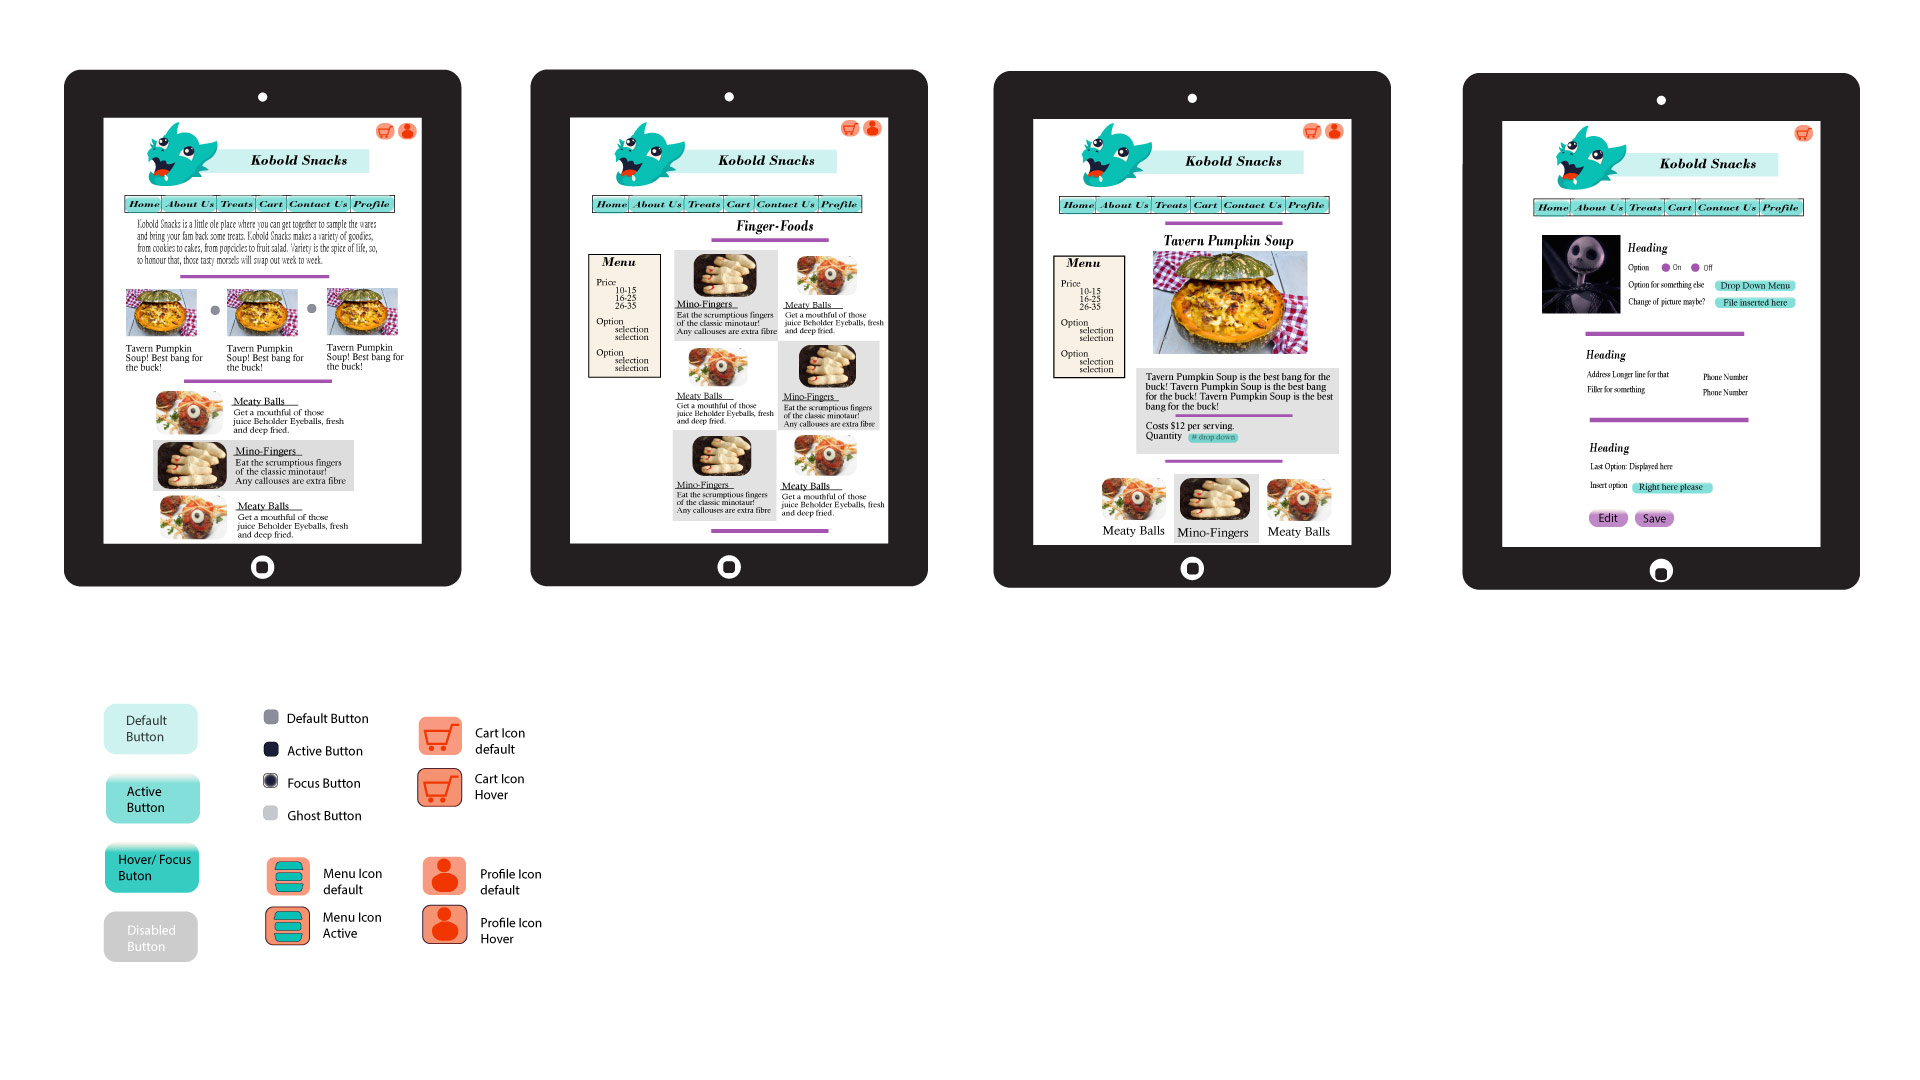 Kobold Snacks
Home About Us Treats Cart Contact Us Profile
Kobold Snacks is a little ole place where you can get together to sample the wares
and bring your fam back some treats. Kobold Snacks makes a variety of goodies,
from cookies to cakes, from popcicles to fruit salad. Variety is the spice of life, so,
to honour that, those tasty morsels will swap out week to week.
Tavern Pumpkin
Soup! Best bang for
the buck!
Tavern Pumpkin
Soup! Best bang for
the buck!
Tavern Pumpkin
Soup! Best bang for
the buck!
Meaty Balls
Get a mouthful of those
juice Beholder Eyeballs, fresh
and deep fried.
Mino-Fingers
Eat the scrumptious fingers
of the classic minotaur!
Any callouses are extra fibre
Meaty Balls
Get a mouthful of those
juice Beholder Eyeballs, fresh
and deep fried.
Kobold Snacks
Home About Us Treats Cart Contact Us Profile
Finger-Foods
Menu
Price
10-15
16-25
26-35
Option
selection
Option
selection
selection
Mino-Fingers
Eat the scrumptious fingers
of the classic minotaur!
Any callouses are extra fibre
Meaty Balls
Get a mouthful of those
juice Beholder Eyeballs, fresh
and deep fried.
Meaty Balls
Get a mouthful of those
juice Beholder Eyeballs, fresh
and deep fried.
Mino-Fingers
Eat the scrumptious fingers
of the classic minotaur!
Any callouses are extra fibre
Mino-Fingers
Eat the scrumptious fingers
of the classic minotaur!
Any callouses are extra fibre
Meaty Balls
Get a mouthful of those
juice Beholder Eyeballs, fresh
and deep fried.
Kobold Snacks
Home About Us Treats Cart Contact Us Profile
Tavern Pumpkin Soup
Menu
Price
10-15
16-25
26-35
Option
selection
Option
selection
selection
Tavern Pumpkin Soup is the best bang for the
buck! Tavern Pumpkin Soup is the best bang
for the buck! Tavern Pumpkin Soup is the best
bang for the buck!
Costs $12 per serving.
Quantity # drop down
Meaty Balls
Mino-Fingers
Meaty Balls
Kobold Snacks
Home About Us Treats Cart Contact Us Profile
Heading
Option On Off
Option for something else Drop Down Menu
Change of picture maybe? File inserted here
Heading
Address Longer line for that Phone Number
Filler for something Phone Number
Heading
Last Option: Displayed here
Insert option Right here please
Edit Save
Default
Button
Active
Button
Hover/ Focus
Buton
Disabled
Button
Default Button
Active Button
Focus Button
Ghost Button
Menu Icon
default
Menu Icon
Active
Cart Icon
default
Cart Icon
Hover
Profile Icon
default
Profile Icon
Hover